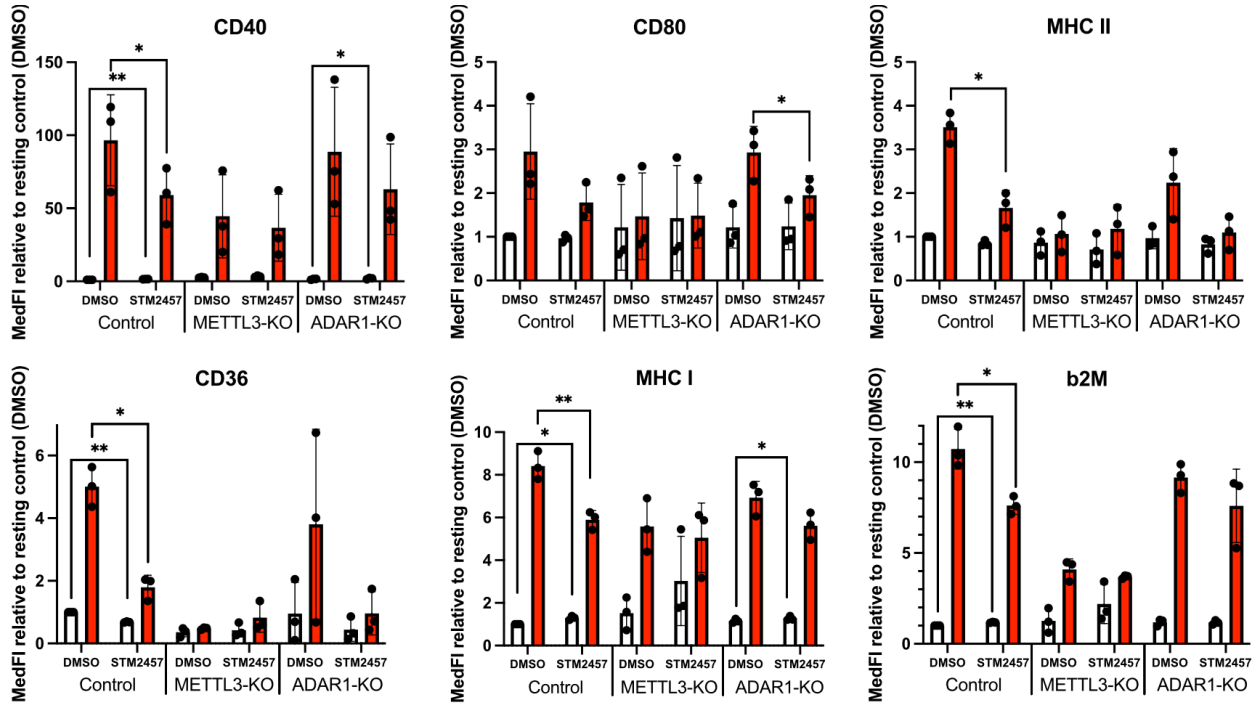 CD40
MedFI relative to resting control (DMSO)
150
100
50
0
*
**
*
DMSO STM2457 DMSO STM2457 DMSO STM2457
Control METTL3-KO ADAR1-KO
CD80
MedFI relative to resting control (DMSO)
5
4
3
2
1
0
*
DMSO STM2457 DMSO STM2457 DMSO STM2457
Control METTL3-KO ADAR1-KO
MHC II
MedFI relative to resting control (DMSO)
5
4
3
2
1
0
*
DMSO STM2457 DMSO STM2457 DMSO STM2457
Control METTL3-KO ADAR1-KO
CD36
MedFI relative to resting control (DMSO)
6
4
2
0
*
**
DMSO STM2457 DMSO STM2457 DMSO STM2457
Control METTL3-KO ADAR1-KO
MHC I
MedFI relative to resting control (DMSO)
10
8
6
4
2
0
**
*
*
DMSO STM2457 DMSO STM2457 DMSO STM2457
Control METTL3-KO ADAR1-KO
b2M
MedFI relative to resting control (DMSO)
10
5
0
*
**
DMSO STM2457 DMSO STM2457 DMSO STM2457
Control METTL3-KO ADAR1-KO